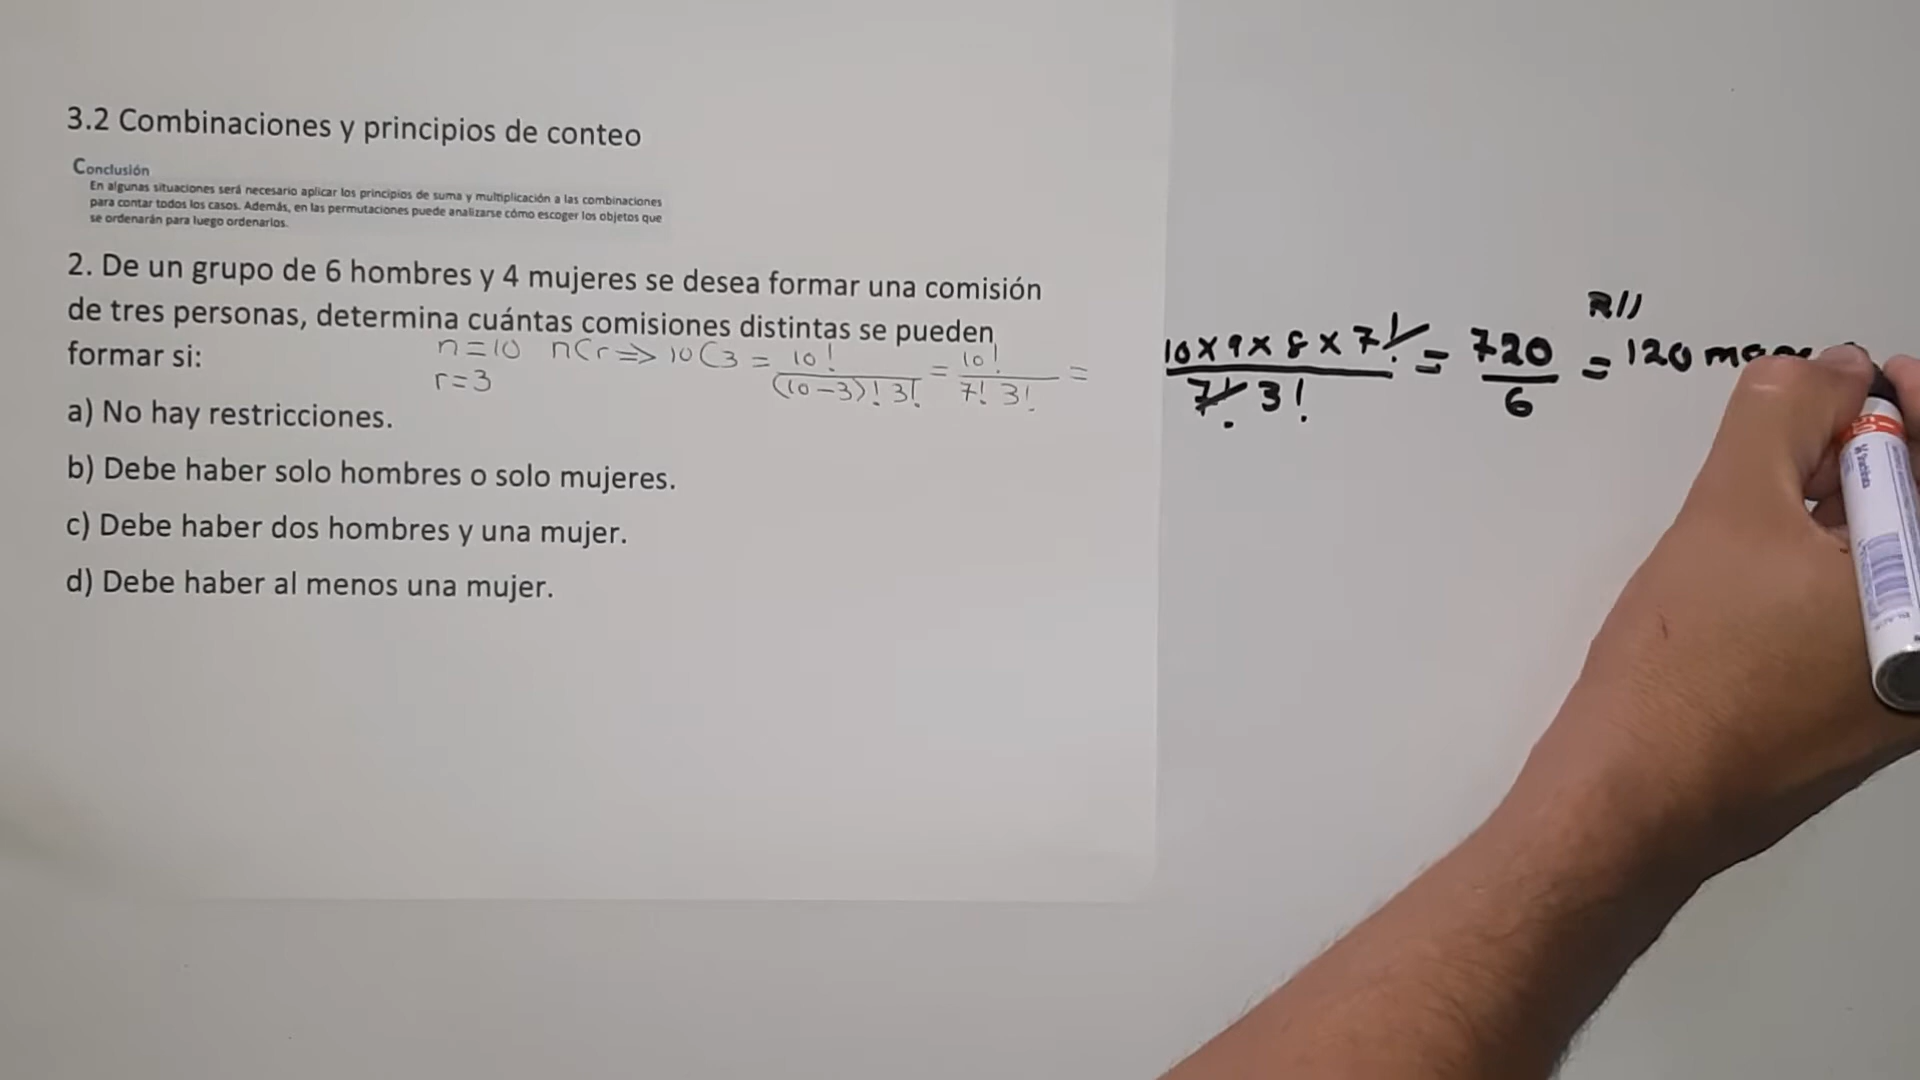 3.2 Combinaciones y principios de conteo
Conclusión
En algunas situaciones será necesario aplicar los principios de suma y multiplicación a las combinaciones
para contar todos los casos. Además, en las permutaciones puede analizarse cómo escoger los objetos que
se ordenarán para luego ordenarlos.
2. De un grupo de 6 hombres y 4 mujeres se desea formar una comisión
de tres personas, determina cuántas comisiones distintas se pueden
formar si:
n=10 nCr => 10C3 = 10! / (10-3)! 3! = 10! / 7! 3! =
r=3
a) No hay restricciones.
b) Debe haber solo hombres o solo mujeres.
c) Debe haber dos hombres y una mujer.
d) Debe haber al menos una mujer.
R//
10 x 9 x 8 x 7! / 7! 3! = 720 / 6 = 120